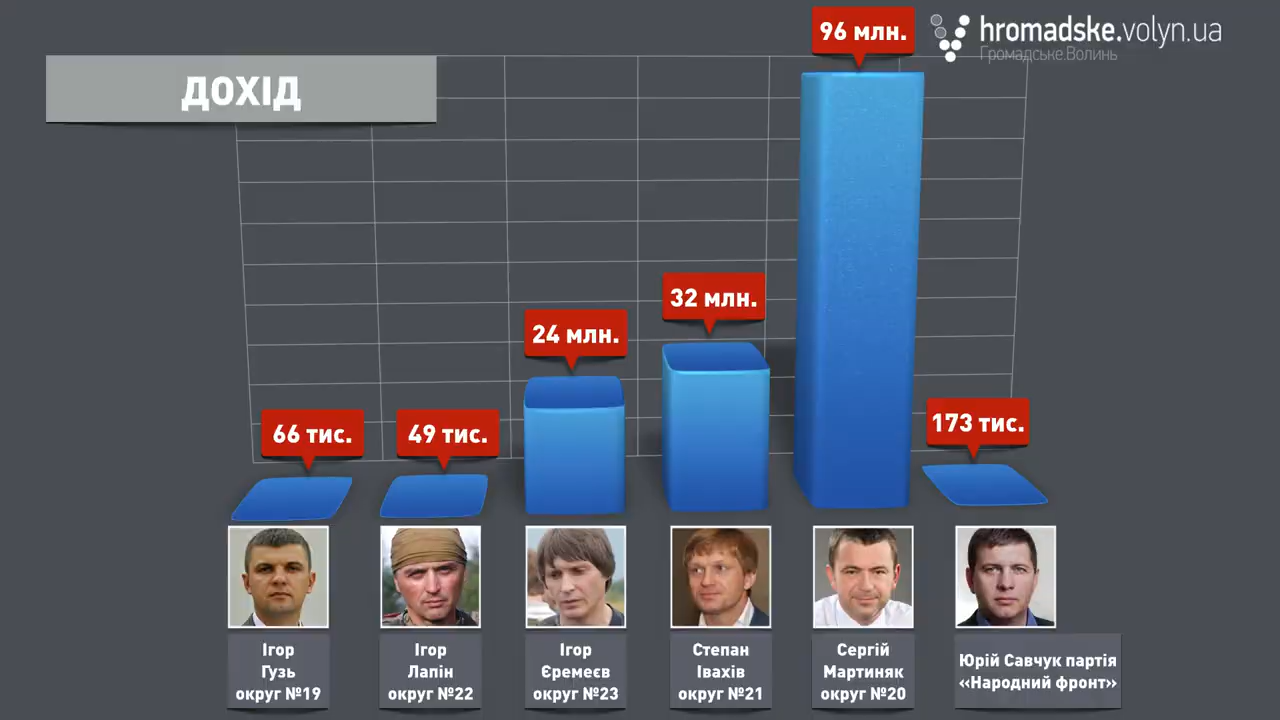 96 млн.
hromadske.volyn.ua
Громадське.Волинь
ДОХІД
32 млн.
24 млн.
66 тис.
49 тис.
173 тис.
Ігор
Гузь
округ №19
Ігор
Лапін
округ №22
Ігор
Єремеєв
округ №23
Степан
Івахів
округ №21
Сергій
Мартиняк
округ №20
Юрій Савчук партія
«Народний фронт»